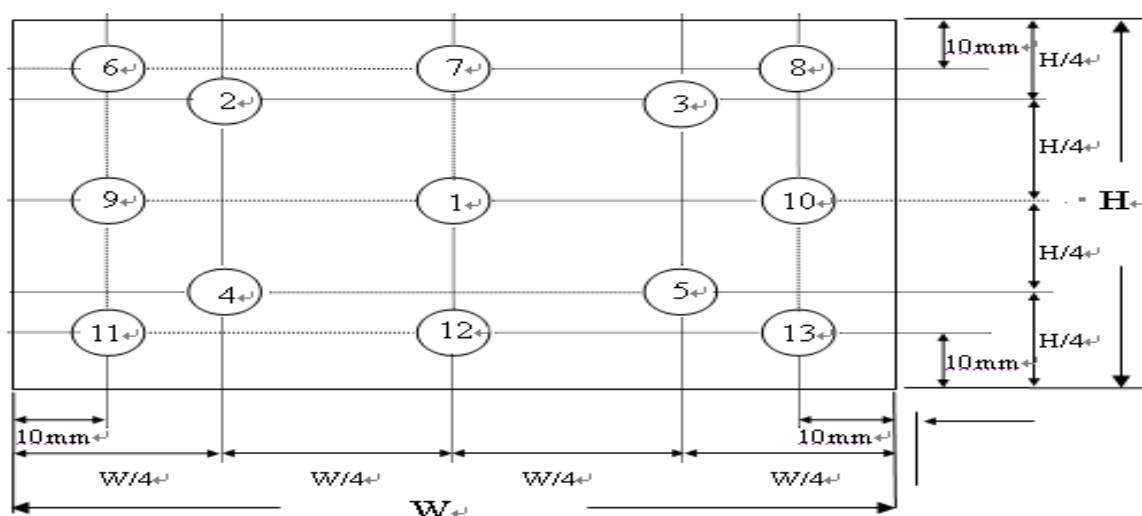 6↵ 7↵ 8↵ 10mm↵ H/4↵
2↵ 3↵
H/4↵
9↵ 1↵ 10↵ H↵
H/4↵
4↵ 5↵
11↵ 12↵ 13↵ H/4↵
10mm↵
10mm↵ 10mm↵
W/4↵ W/4↵ W/4↵ W/4↵
W↵